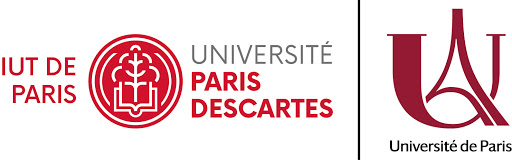 IUT DE
PARIS
UNIVERSITÉ
PARIS
DESCARTES
Université de Paris